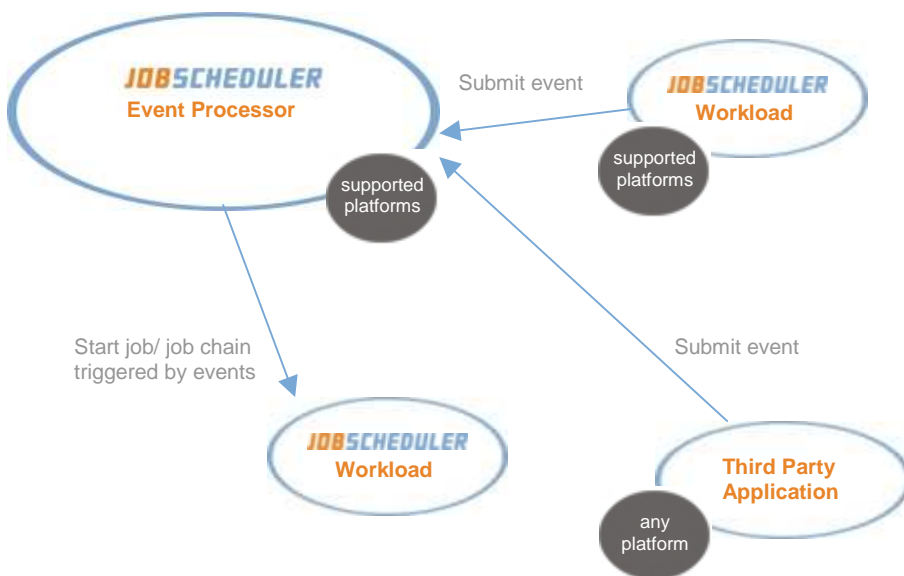 JOBSCHEDULER
Event Processor
supported
platforms
Submit event
JOBSCHEDULER
Workload
supported
platforms
Start job/ job chain
triggered by events
Submit event
JOBSCHEDULER
Workload
Third Party
Application
any
platform